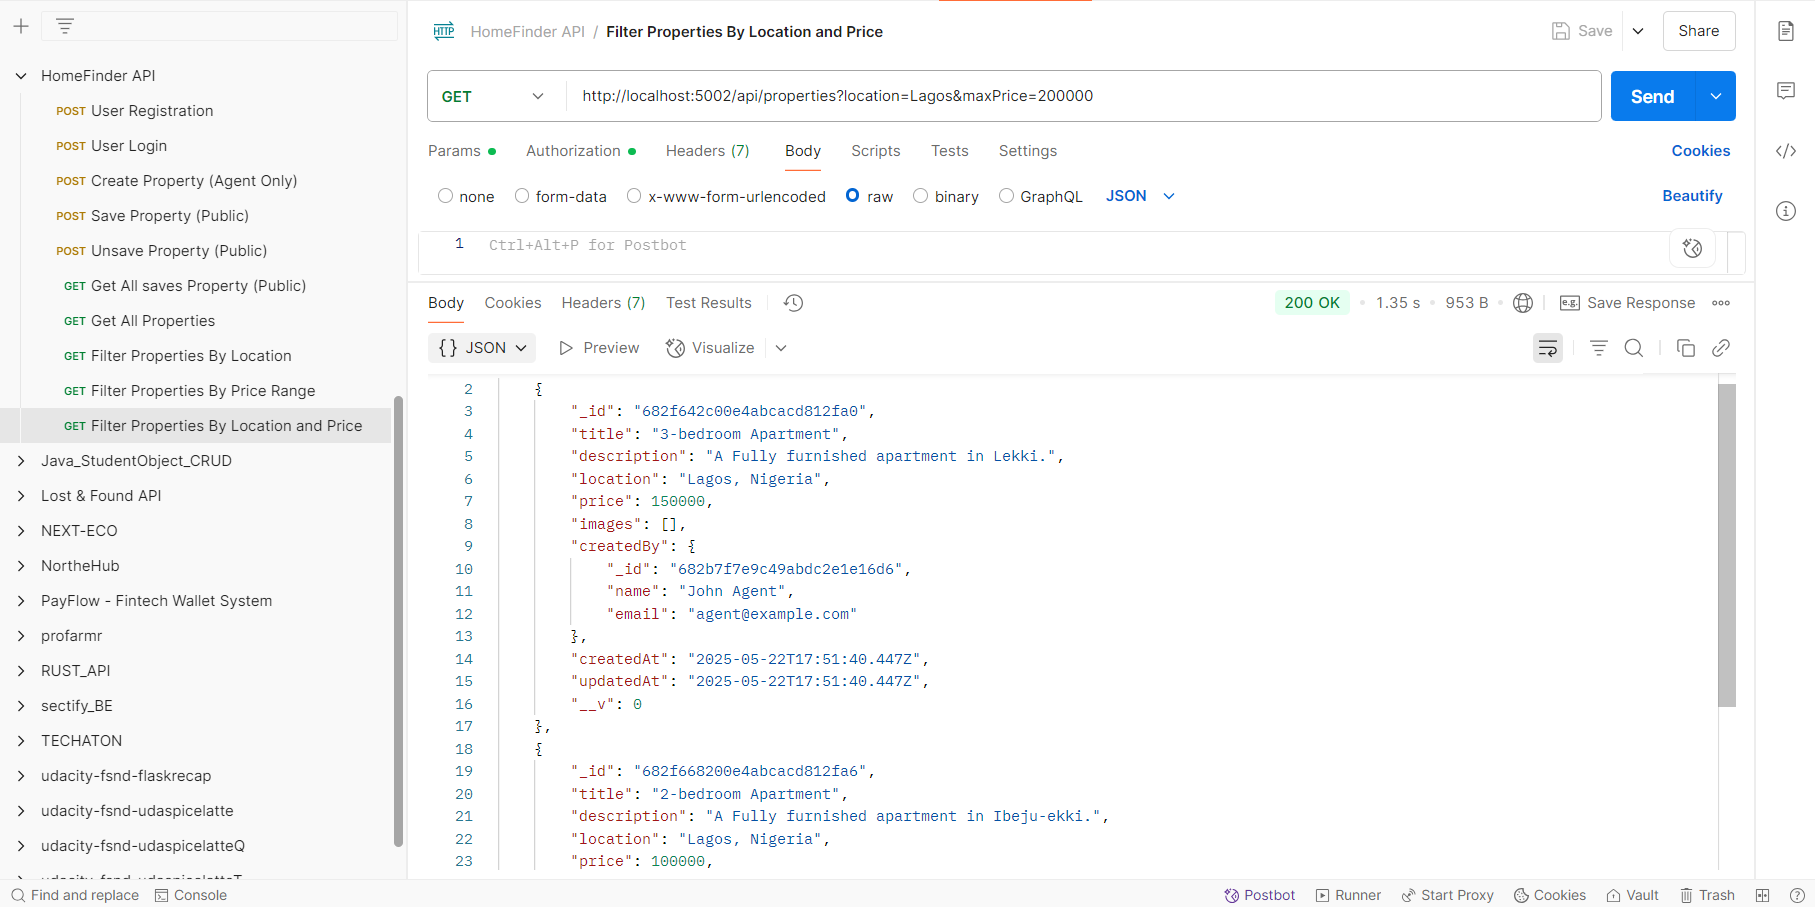 HomeFinder API / Filter Properties By Location and Price
Save
Share
HomeFinder API
POST User Registration
POST User Login
POST Create Property (Agent Only)
POST Save Property (Public)
POST Unsave Property (Public)
GET Get All saves Property (Public)
GET Get All Properties
GET Filter Properties By Location
GET Filter Properties By Price Range
GET Filter Properties By Location and Price
Java_StudentObject_CRUD
Lost & Found API
NEXT-ECO
NortheHub
PayFlow - Fintech Wallet System
profarmr
RUST_API
sectify_BE
TECHATON
udacity-fsnd-flaskrecap
udacity-fsnd-udaspicelatte
udacity-fsnd-udaspicelatteQ
HTTP
GET http://localhost:5002/api/properties?location=Lagos&maxPrice=200000
Send
Params Authorization Headers (7) Body Scripts Tests Settings Cookies
none form-data x-www-form-urlencoded raw binary GraphQL JSON Beautify
1 Ctrl+Alt+P for Postbot
Body Cookies Headers (7) Test Results 200 OK 1.35 s 953 B e.g. Save Response
{} JSON Preview Visualize
2 {
3 "_id": "682f642c00e4abcacd812fa0",
4 "title": "3-bedroom Apartment",
5 "description": "A Fully furnished apartment in Lekki.",
6 "location": "Lagos, Nigeria",
7 "price": 150000,
8 "images": [],
9 "createdBy": {
10 "_id": "682b7f7e9c49abdc2e1e16d6",
11 "name": "John Agent",
12 "email": "agent@example.com"
13 },
14 "createdAt": "2025-05-22T17:51:40.447Z",
15 "updatedAt": "2025-05-22T17:51:40.447Z",
16 "__v": 0
17 },
18 {
19 "_id": "682f668200e4abcacd812fa6",
20 "title": "2-bedroom Apartment",
21 "description": "A Fully furnished apartment in Ibeju-ekki.",
22 "location": "Lagos, Nigeria",
23 "price": 100000,
Find and replace Console Postbot Runner Start Proxy Cookies Vault Trash